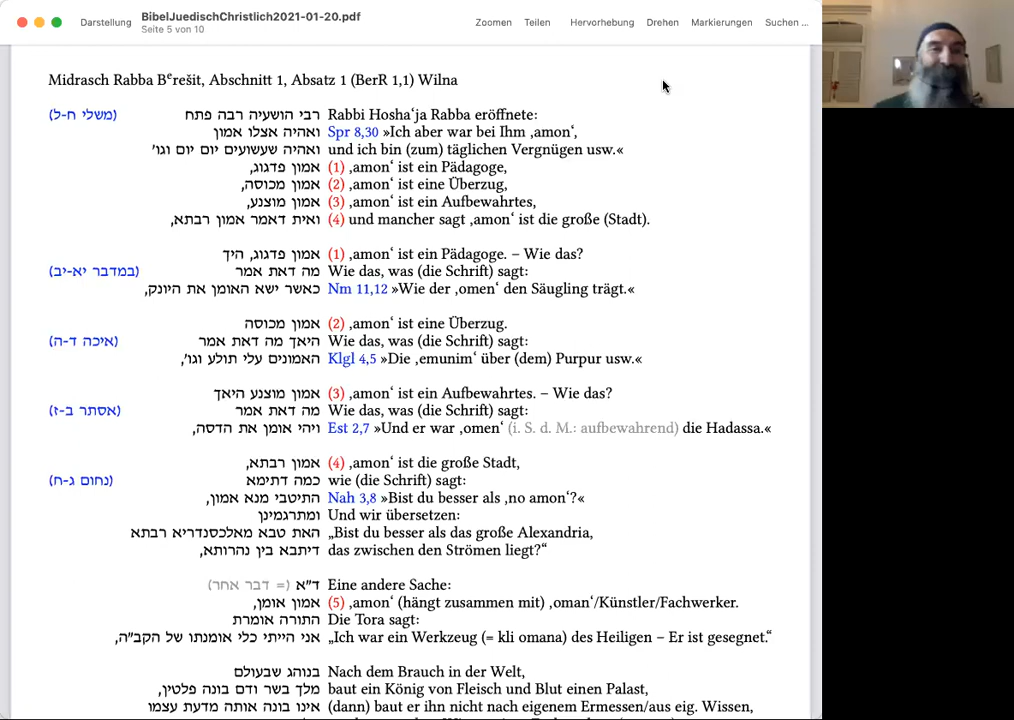 Darstellung BibelJuedischChristlich2021-01-20.pdf Zoomen Teilen Hervorhebung Drehen Markierungen Suchen ...
Seite 5 von 10
Midrasch Rabba Bᵉrešit, Abschnitt 1, Absatz 1 (BerR 1,1) Wilna
(משלי ח-ל) רבי הושעיה רבה פתח Rabbi Hosha‘ja Rabba eröffnete:
ואהיה אצלו אמון Spr 8,30 »Ich aber war bei Ihm ‚amon‘,
ואהיה שעשועים יום יום וגו' und ich bin (zum) täglichen Vergnügen usw.«
אמון פדגוג, (1) ‚amon‘ ist ein Pädagoge,
אמון מכוסה, (2) ‚amon‘ ist eine Überzug,
אמון מוצנע, (3) ‚amon‘ ist ein Aufbewahrtes,
ואית דאמר אמון רבתא, (4) und mancher sagt ‚amon‘ ist die große (Stadt).
אמון פדגוג, היך (1) ‚amon‘ ist ein Pädagoge. – Wie das?
(במדבר יא-יב) מה דאת אמר Wie das, was (die Schrift) sagt:
כאשר ישא האומן את היונק, Nm 11,12 »Wie der ‚omen‘ den Säugling trägt.«
אמון מכוסה (2) ‚amon‘ ist eine Überzug.
(איכה ד-ה) היאך מה דאת אמר Wie das, was (die Schrift) sagt:
האמונים עלי תולע וגו', Klgl 4,5 »Die ‚emunim‘ über (dem) Purpur usw.«
אמון מוצנע היאך (3) ‚amon‘ ist ein Aufbewahrtes. – Wie das?
(אסתר ב-ז) מה דאת אמר Wie das, was (die Schrift) sagt:
ויהי אומן את הדסה, Est 2,7 »Und er war ‚omen‘ (i. S. d. M.: aufbewahrend) die Hadassa.«
אמון רבתא, (4) ‚amon‘ ist die große Stadt,
(נחום ג-ח) כמה דתימא wie (die Schrift) sagt:
התיטבי מנא אמון, Nah 3,8 »Bist du besser als ‚no amon‘?«
ומתרגמינן Und wir übersetzen:
האת טבא מאלכסנדריא רבתא „Bist du besser als das große Alexandria,
דיתבא בין נהרותא, das zwischen den Strömen liegt?“
ד"א (= דבר אחר) Eine andere Sache:
אמון אומן, (5) ‚amon‘ (hängt zusammen mit) ‚oman‘/Künstler/Fachwerker.
התורה אומרת Die Tora sagt:
אני הייתי כלי אומנתו של הקב"ה, „Ich war ein Werkzeug (= kli omana) des Heiligen – Er ist gesegnet.“
בנוהג שבעולם Nach dem Brauch in der Welt,
מלך בשר ודם בונה פלטין, baut ein König von Fleisch und Blut einen Palast,
אינו בונה אותה מדעת עצמו (dann) baut er ihn nicht nach eigenem Ermessen/aus eig. Wissen,